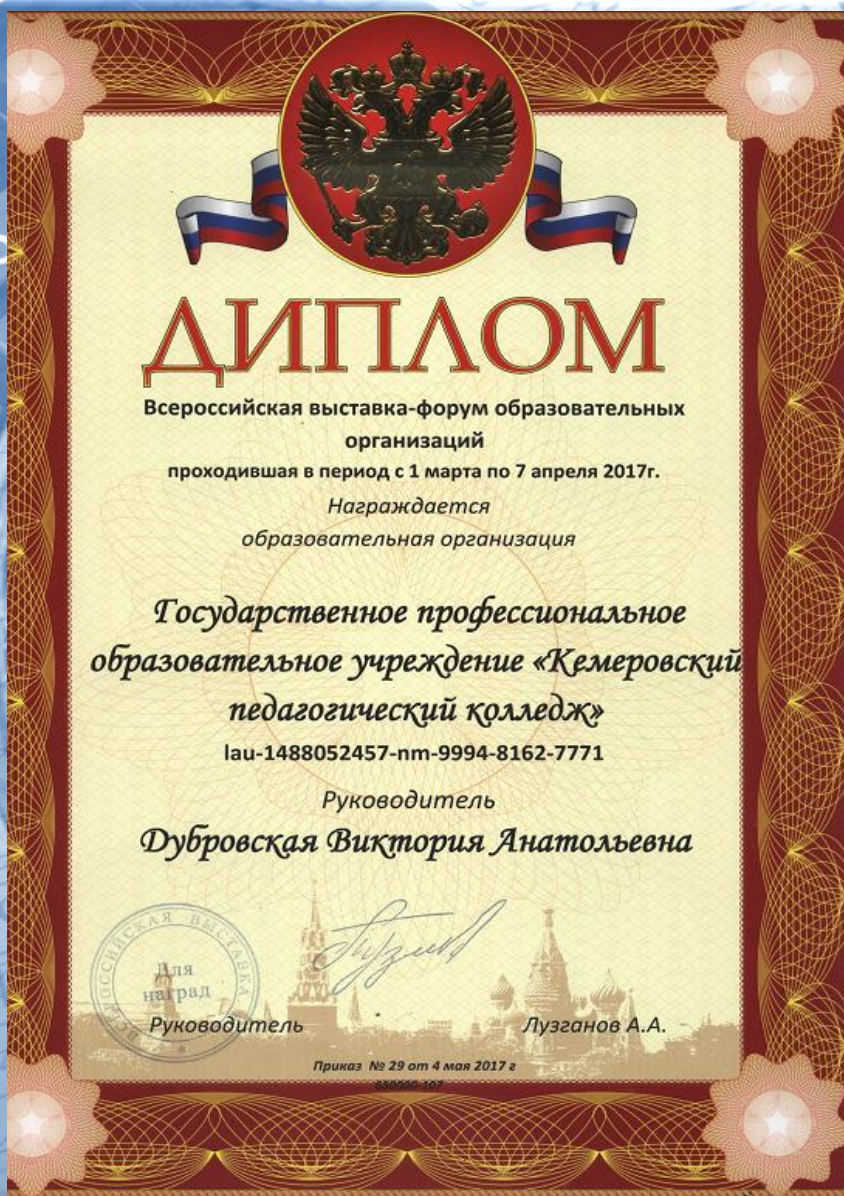 ДИПЛОМ
Всероссийская выставка-форум образовательных
организаций
проходившая в период с 1 марта по 7 апреля 2017г.
Награждается
образовательная организация
Государственное профессиональное
образовательное учреждение «Кемеровский
педагогический колледж»
lau-1488052457-nm-9994-8162-7771
Руководитель
Дубровская Виктория Анатольевна
ВСЕРОССИЙСКАЯ ВЫСТАВКА
Для
наград
Руководитель Лузганов А.А.
Приказ № 29 от 4 мая 2017 г
650000-107